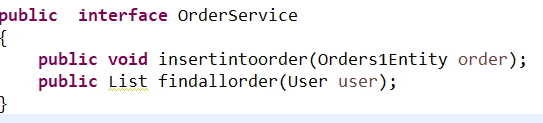 public  interface OrderService
{
    public void insertintoorder(Orders1Entity order);
    public List findallorder(User user);
}